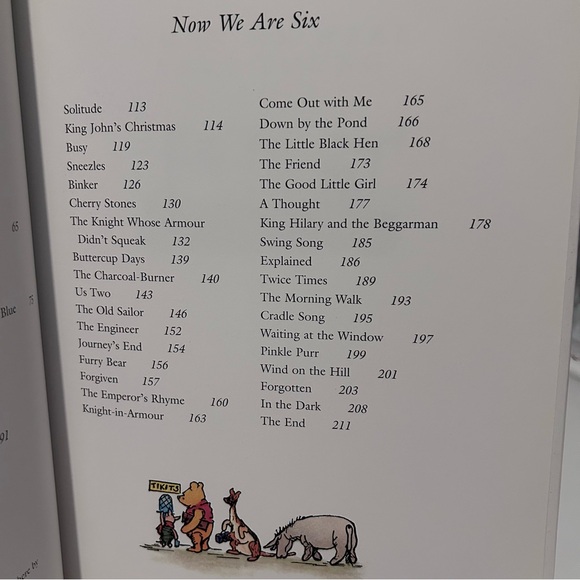 Now We Are Six
Solitude 113
King John's Christmas 114
Busy 119
Sneezles 123
Binker 126
Cherry Stones 130
The Knight Whose Armour
Didn't Squeak 132
Buttercup Days 139
The Charcoal-Burner 140
Us Two 143
The Old Sailor 146
The Engineer 152
Journey's End 154
Furry Bear 156
Forgiven 157
The Emperor's Rhyme 160
Knight-in-Armour 163
Come Out with Me 165
Down by the Pond 166
The Little Black Hen 168
The Friend 173
The Good Little Girl 174
A Thought 177
King Hilary and the Beggarman 178
Swing Song 185
Explained 186
Twice Times 189
The Morning Walk 193
Cradle Song 195
Waiting at the Window 197
Pinkle Purr 199
Wind on the Hill 201
Forgotten 203
In the Dark 208
The End 211
TIKITS
65
Blue 75
91